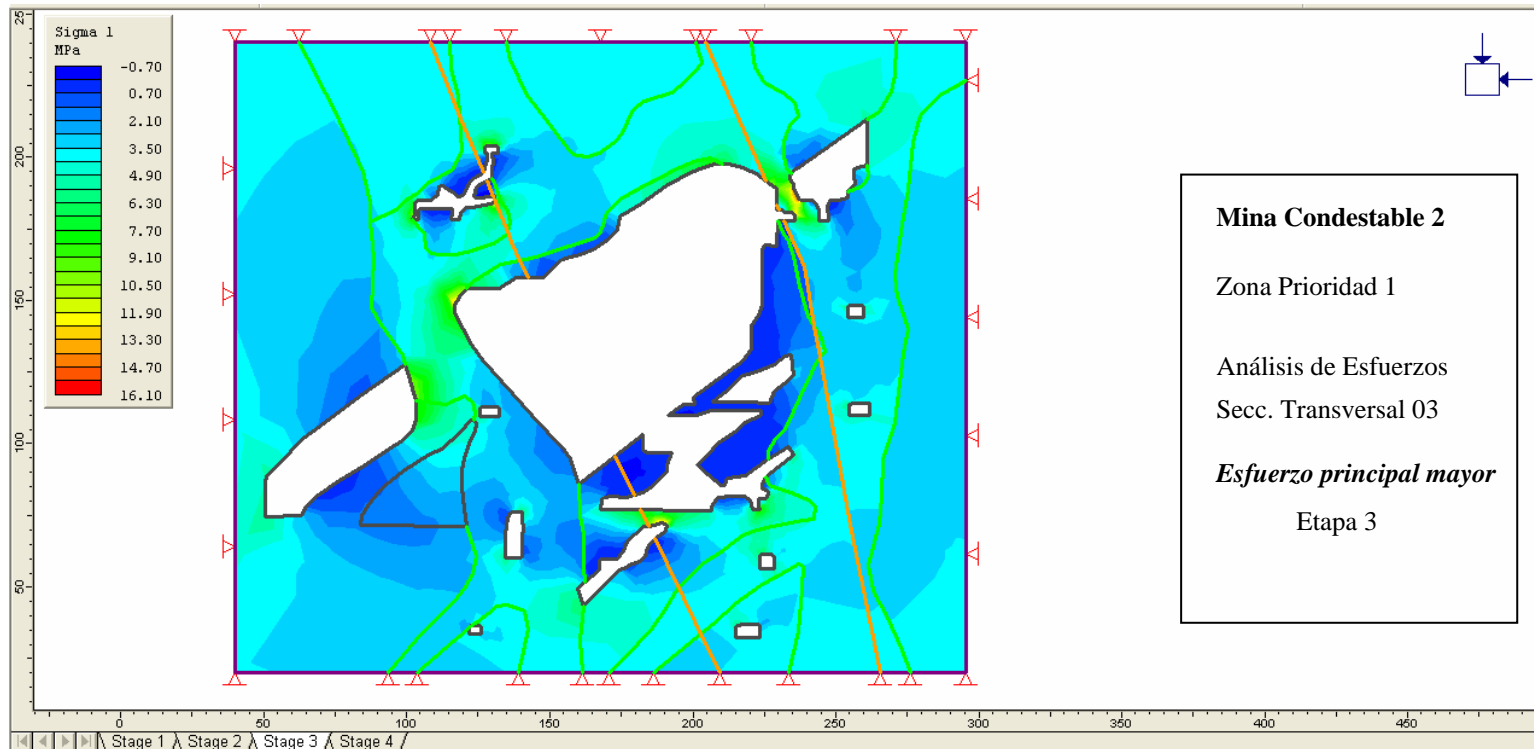 Sigma 1
MPa
-0.70
0.70
2.10
3.50
4.90
6.30
7.70
9.10
10.50
11.90
13.30
14.70
16.10
25
200
150
100
50
0
50
100
150
200
250
300
350
400
450
Mina Condestable 2
Zona Prioridad 1
Análisis de Esfuerzos
Secc. Transversal 03
Esfuerzo principal mayor
Etapa 3
Stage 1
Stage 2
Stage 3
Stage 4